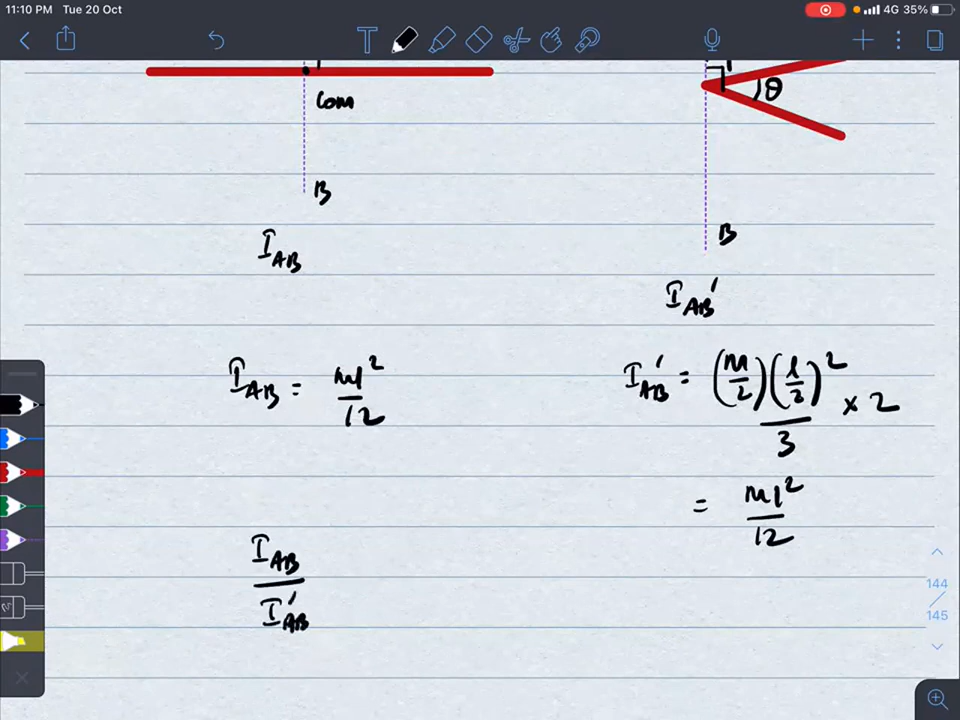 11:10 PM Tue 20 Oct
4G 35%
T
Com
θ
B
B
I_AB
I_AB'
I_AB = ml²/12
I_AB' = (m/2)(l/2)²/3 × 2
= ml²/12
I_AB/I'_AB
144
/
145